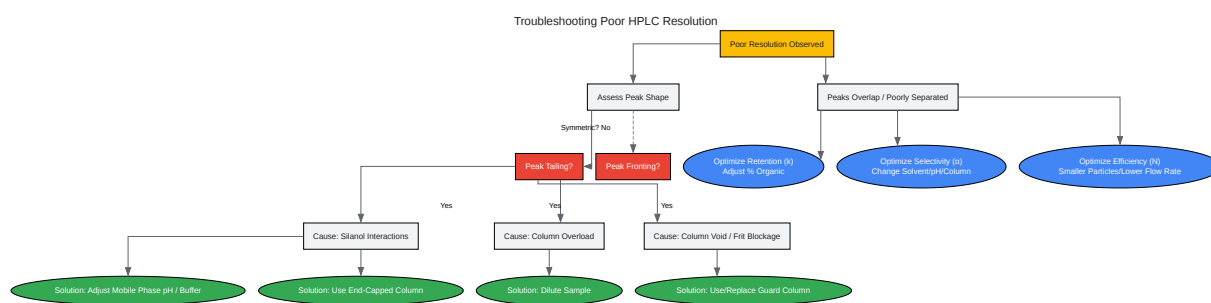 Troubleshooting Poor HPLC Resolution
Poor Resolution Observed
Assess Peak Shape
Peaks Overlap / Poorly Separated
Symmetric? No
Peak Tailing?
Peak Fronting?
Optimize Retention (k)
Adjust % Organic
Optimize Selectivity (α)
Change Solvent/pH/Column
Optimize Efficiency (N)
Smaller Particles/Lower Flow Rate
Yes
Yes
Yes
Cause: Silanol Interactions
Cause: Column Overload
Cause: Column Void / Frit Blockage
Solution: Adjust Mobile Phase pH / Buffer
Solution: Use End-Capped Column
Solution: Dilute Sample
Solution: Use/Replace Guard Column